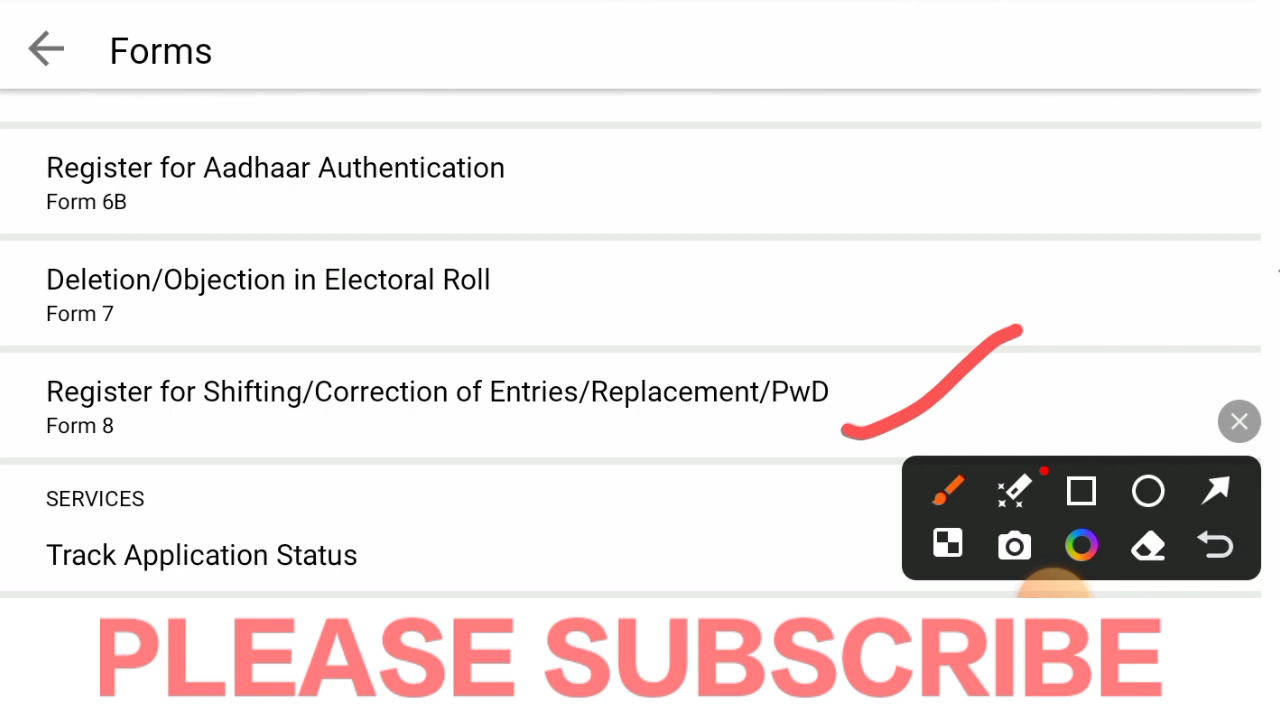 Forms
Register for Aadhaar Authentication
Form 6B
Deletion/Objection in Electoral Roll
Form 7
Register for Shifting/Correction of Entries/Replacement/PwD
Form 8
SERVICES
Track Application Status
PLEASE SUBSCRIBE